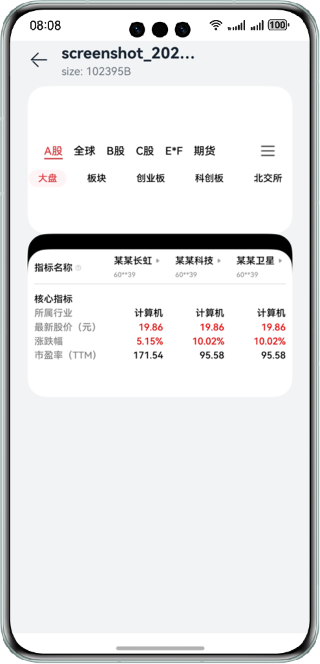 08:08
100
screenshot_202...
size: 102395B
A股 全球 B股 C股 E*F 期货
大盘 板块 创业板 科创板 北交所
指标名称 某某长虹 某某科技 某某卫星
60**39 60**39 60**39
核心指标
所属行业 计算机 计算机 计算机
最新股价（元） 19.86 19.86 19.86
涨跌幅 5.15% 10.02% 10.02%
市盈率（TTM） 171.54 95.58 95.58